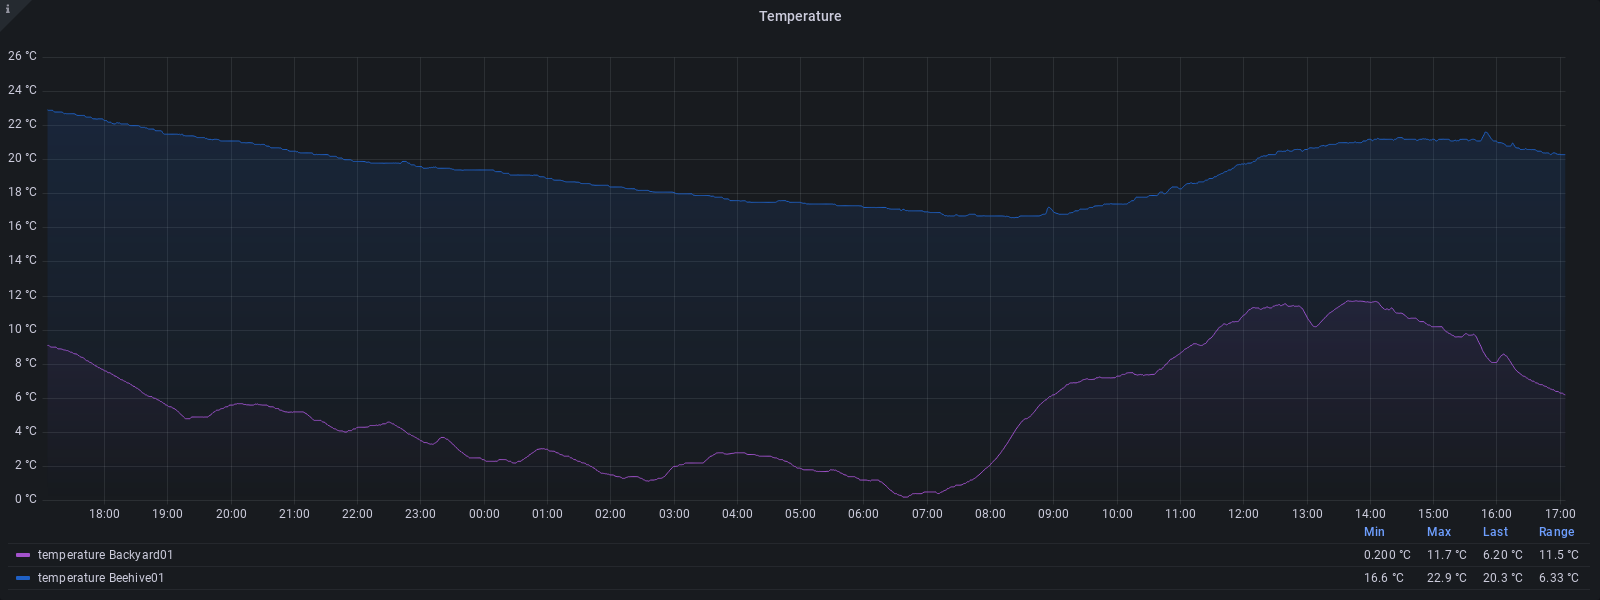 i
Temperature
26 °C
24 °C
22 °C
20 °C
18 °C
16 °C
14 °C
12 °C
10 °C
8 °C
6 °C
4 °C
2 °C
0 °C
18:00 19:00 20:00 21:00 22:00 23:00 00:00 01:00 02:00 03:00 04:00 05:00 06:00 07:00 08:00 09:00 10:00 11:00 12:00 13:00 14:00 15:00 16:00 17:00
Min Max Last Range
temperature Backyard01 0.200 °C 11.7 °C 6.20 °C 11.5 °C
temperature Beehive01 16.6 °C 22.9 °C 20.3 °C 6.33 °C